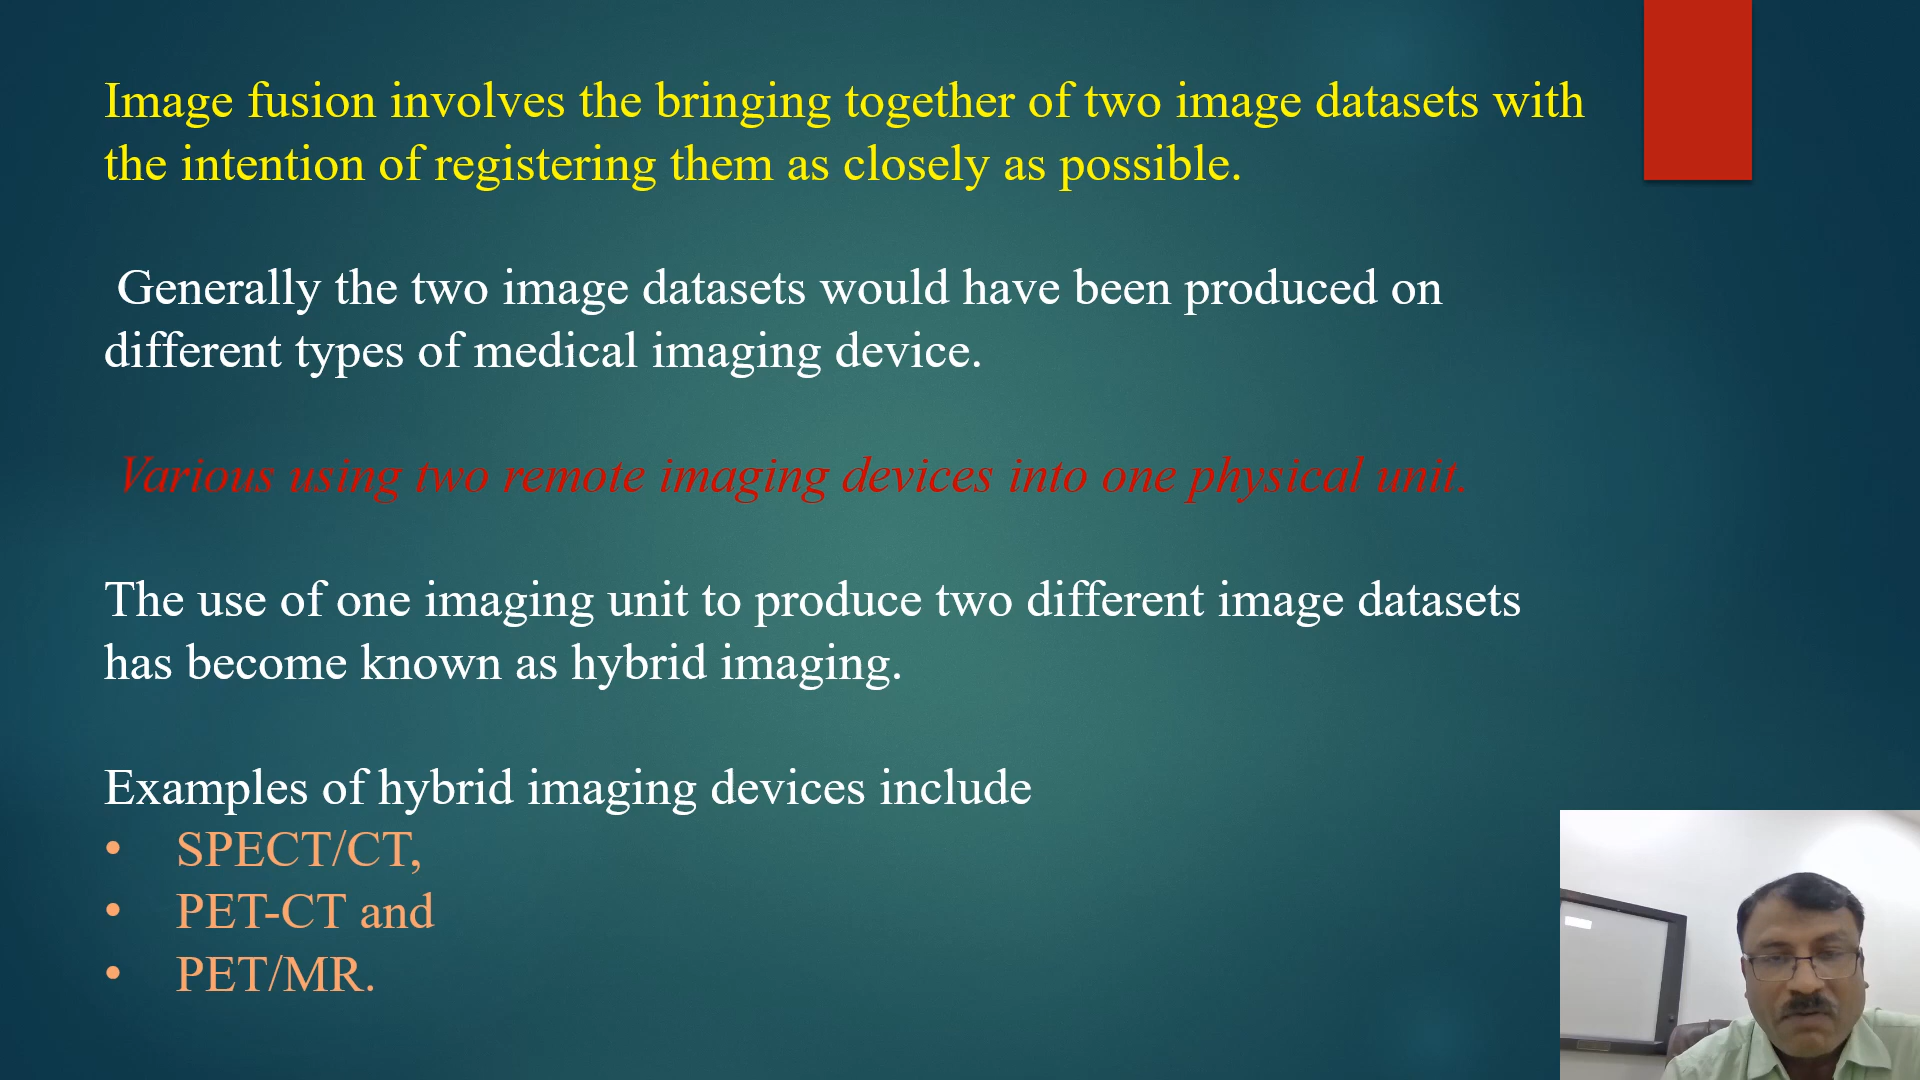 Image fusion involves the bringing together of two image datasets with
the intention of registering them as closely as possible.
Generally the two image datasets would have been produced on
different types of medical imaging device.
Various using two remote imaging devices into one physical unit.
The use of one imaging unit to produce two different image datasets
has become known as hybrid imaging.
Examples of hybrid imaging devices include
• SPECT/CT,
• PET-CT and
• PET/MR.